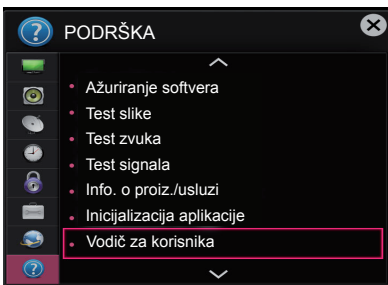 PODRŠKA
Ažuriranje softvera
Test slike
Test zvuka
Test signala
Info. o proiz./usluzi
Inicijalizacija aplikacije
Vodič za korisnika